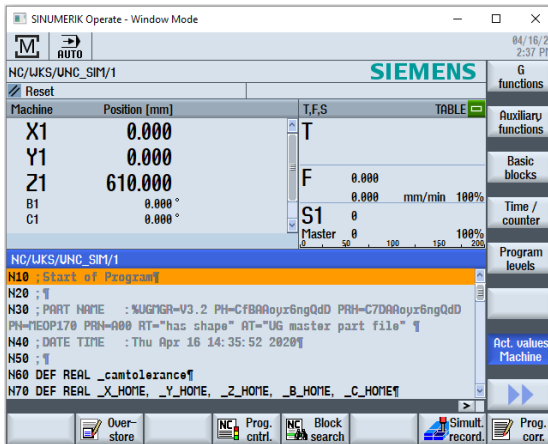 SINUMERIK Operate - Window Mode
M AUTO
04/16/2
2:37 P
NC/WKS/VNC_SIM/1
SIEMENS
Reset
Machine Position [mm]
X1 0.000
Y1 0.000
Z1 610.000
B1 0.000 °
C1 0.000 °
T,F,S TABLE
T
F 0.000
0.000 mm/min 100%
S1 0
Master 0 100%
0 50 100 150 200
NC/WKS/VNC_SIM/1
N10 ;Start of Program¶
N20 ;¶
N30 ;PART NAME :%UGMGR=V3.2 PH=CfBAAoyr6ngQdD PRH=C7DAAoyr6ngQdD
PN=MEOP170 PRN=A00 RT="has shape" AT="UG master part file" ¶
N40 ;DATE TIME :Thu Apr 16 14:35:52 2020¶
N50 ;¶
N60 DEF REAL _camtolerance¶
N70 DEF REAL _X_HOME, _Y_HOME, _Z_HOME, _B_HOME, _C_HOME¶
G
functions
Auxiliary
functions
Basic
blocks
Time /
counter
Program
levels
Act. values
Machine
Over-
store
NC Prog.
cntrl.
NC Block
search
Simult.
record.
Prog.
corr.